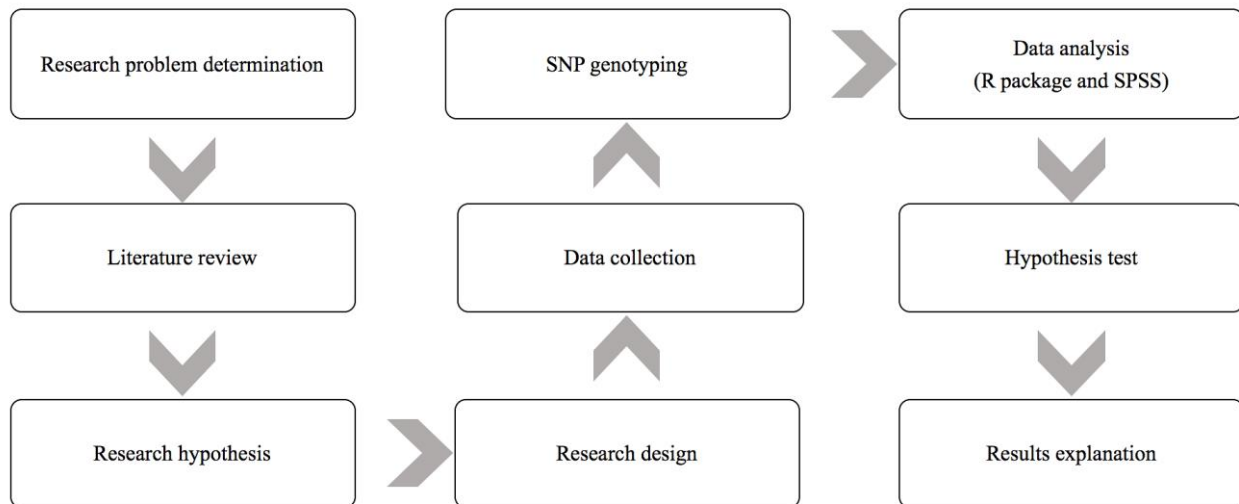 Research problem determination
Literature review
Research hypothesis
Research design
Data collection
SNP genotyping
Data analysis
(R package and SPSS)
Hypothesis test
Results explanation